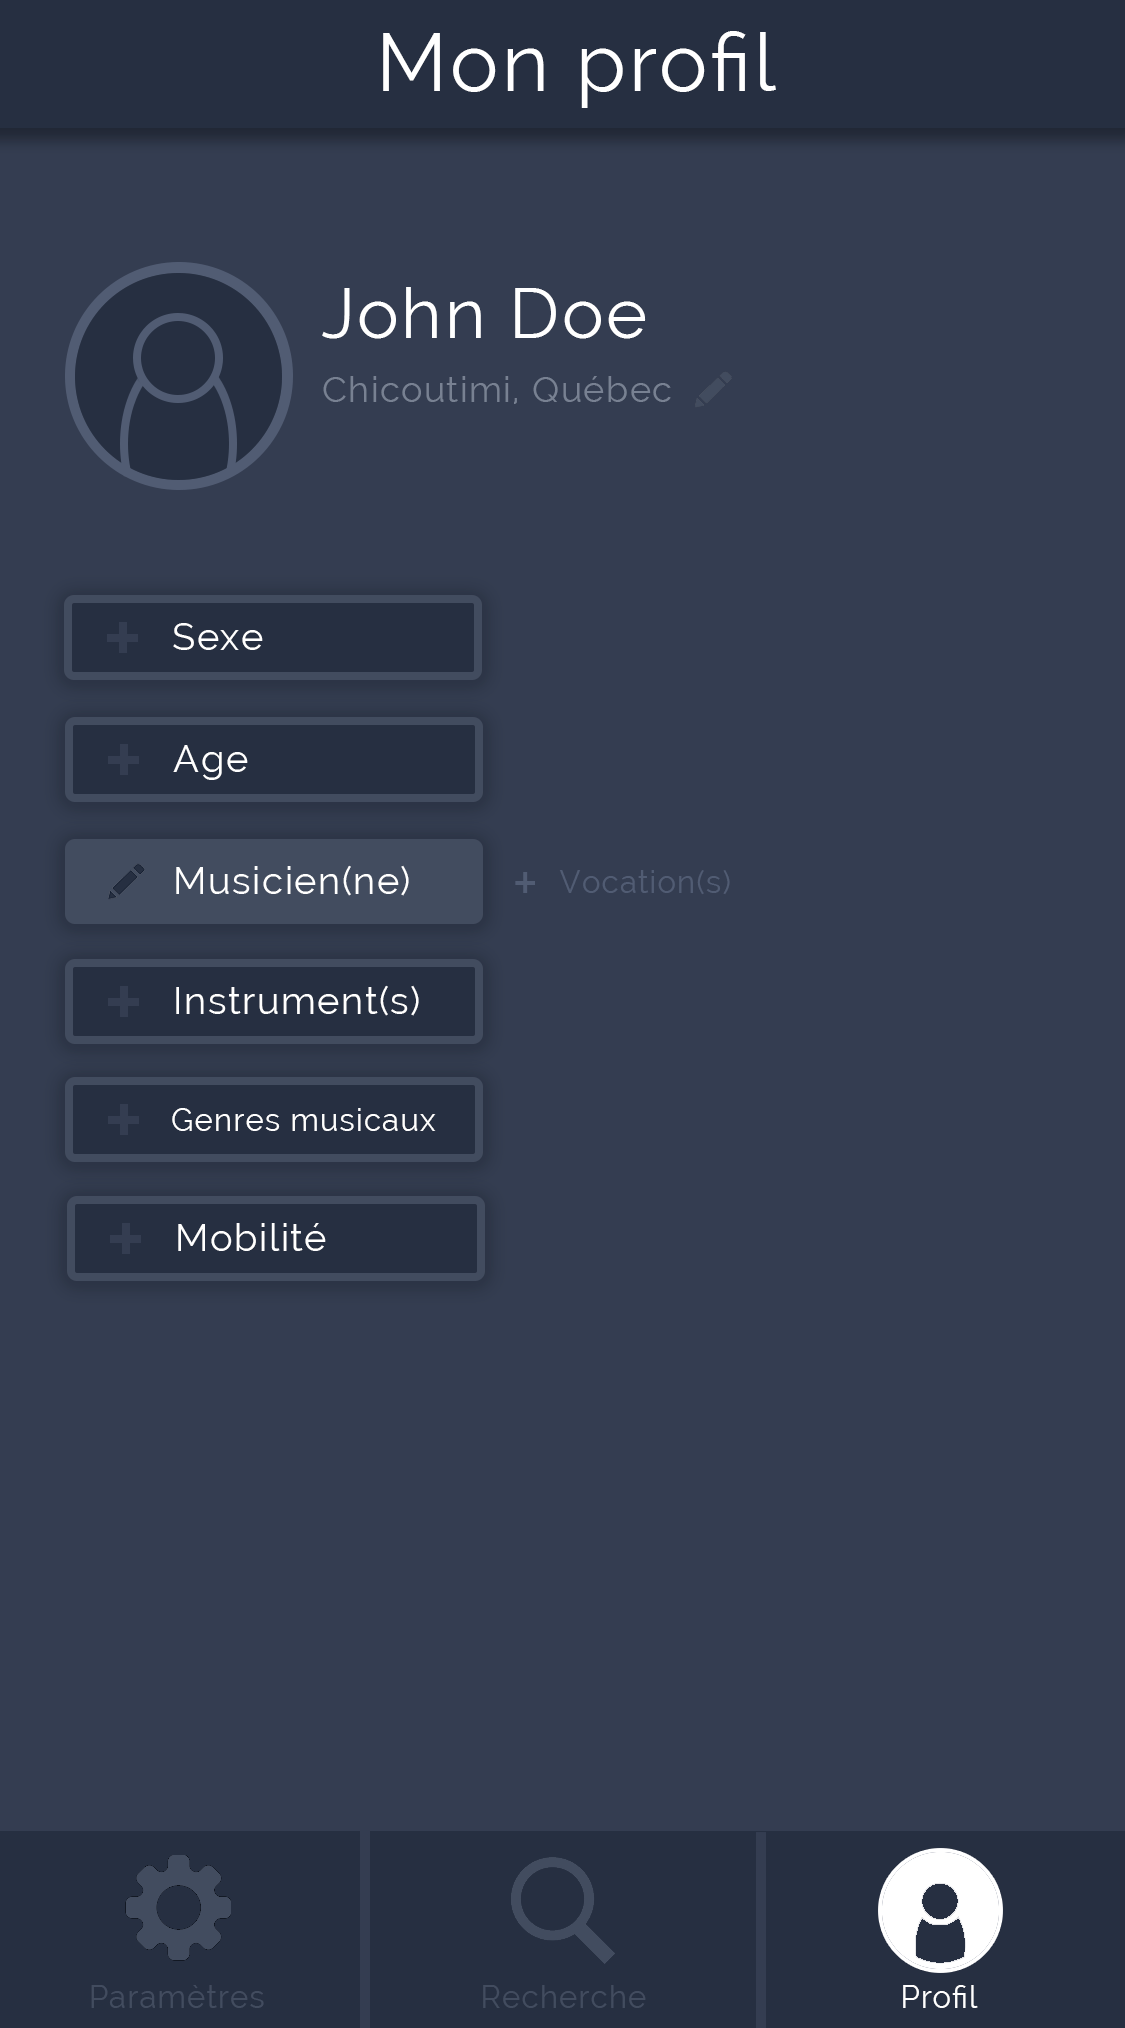 Mon profil
John Doe
Chicoutimi, Québec
Sexe
Age
Musicien(ne)
Vocation(s)
Instrument(s)
Genres musicaux
Mobilité
Paramètres
Recherche
Profil